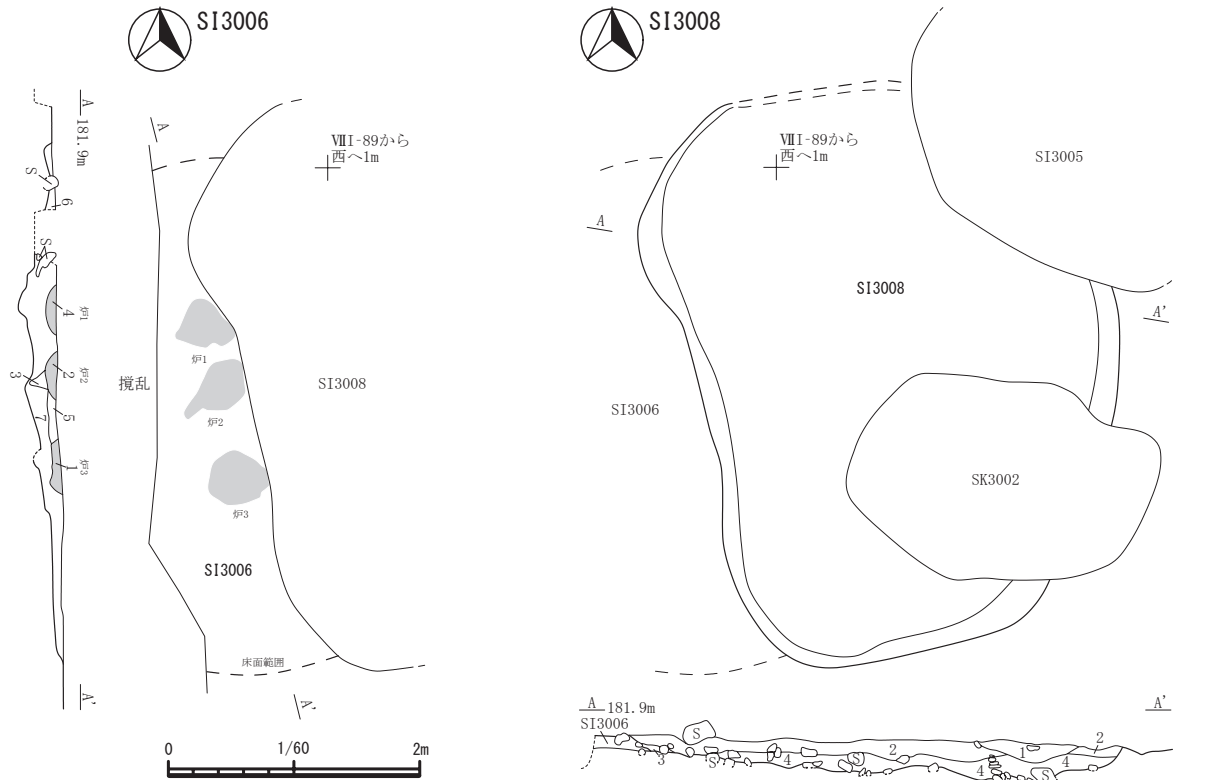 SI3006
A
181.9m
S
6
S
炉1
4
炉2
2
3
5
7
炉3
1
A'
A
Ⅷ-89から
西へ1m
炉1
攪乱
炉2
SI3008
炉3
SI3006
床面範囲
A'
0 1/60 2m
SI3008
Ⅷ-89から
西へ1m
SI3005
A
SI3008
A'
SI3006
SK3002
A 181.9m
A'
SI3006
S
3
S
4
2
S
1
2
4
4
S